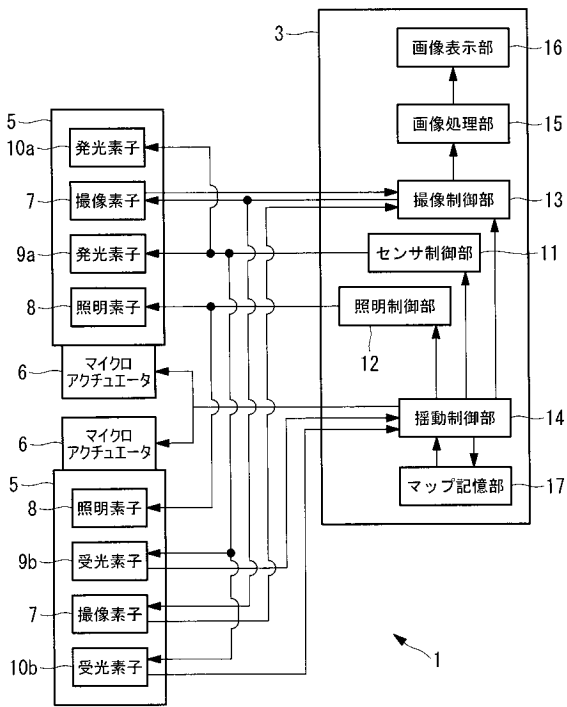 3
画像表示部
16
画像処理部
15
撮像制御部
13
センサ制御部
11
照明制御部
12
揺動制御部
14
マップ記憶部
17
5
10a
発光素子
7
撮像素子
9a
発光素子
8
照明素子
6
マイクロ
アクチュエータ
6
マイクロ
アクチュエータ
5
8
照明素子
9b
受光素子
7
撮像素子
10b
受光素子
1